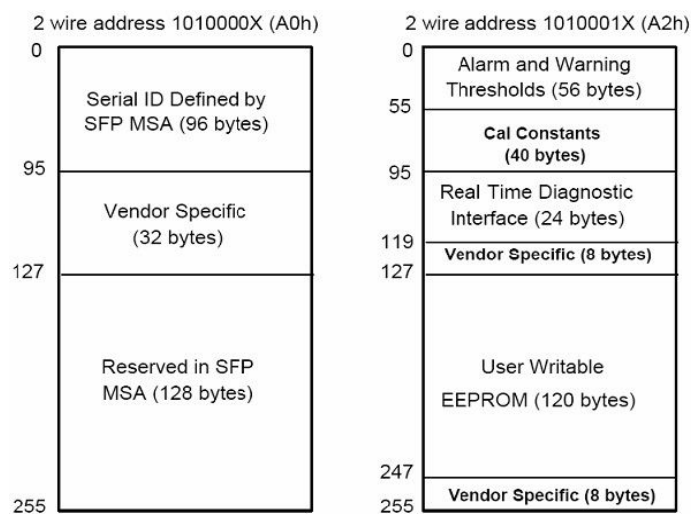 2 wire address 1010000X (A0h)
0
Serial ID Defined by
SFP MSA (96 bytes)
95
Vendor Specific
(32 bytes)
127
Reserved in SFP
MSA (128 bytes)
255
2 wire address 1010001X (A2h)
0
Alarm and Warning
Thresholds (56 bytes)
55
Cal Constants
(40 bytes)
95
Real Time Diagnostic
Interface (24 bytes)
119
Vendor Specific (8 bytes)
127
User Writable
EEPROM (120 bytes)
247
Vendor Specific (8 bytes)
255